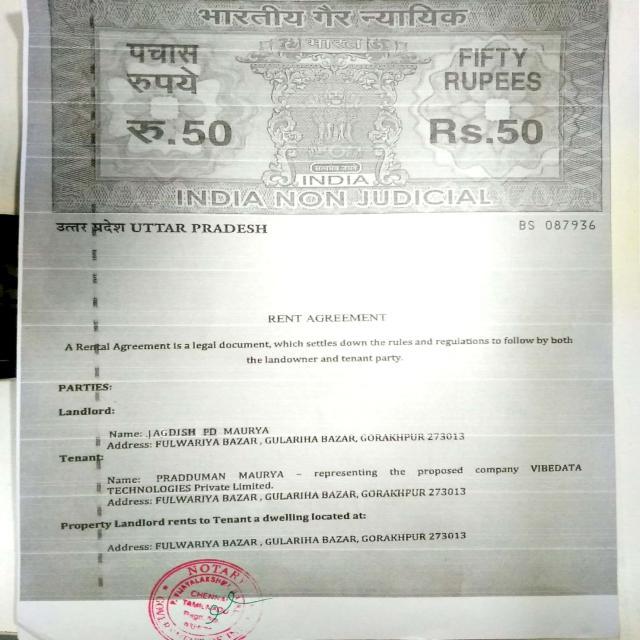 भारतीय गैर न्यायिक
भारत
पचास
रुपये
रु.50
FIFTY
RUPEES
Rs.50
सत्यमेव जयते
INDIA
INDIA NON JUDICIAL
उत्तर प्रदेश UTTAR PRADESH
BS 087936
RENT AGREEMENT
A Rental Agreement is a legal document, which settles down the rules and regulations to follow by both
the landowner and tenant party.
PARTIES:
Landlord:
Name: JAGDISH PD MAURYA
Address: FULWARIYA BAZAR , GULARIHA BAZAR, GORAKHPUR 273013
Tenant:
Name: PRADDUMAN MAURYA – representing the proposed company VIBEDATA
TECHNOLOGIES Private Limited.
Address: FULWARIYA BAZAR , GULARIHA BAZAR, GORAKHPUR 273013
Property Landlord rents to Tenant a dwelling located at:
Address: FULWARIYA BAZAR , GULARIHA BAZAR, GORAKHPUR 273013
NOTARY
CHENNAI
TAMILNADU